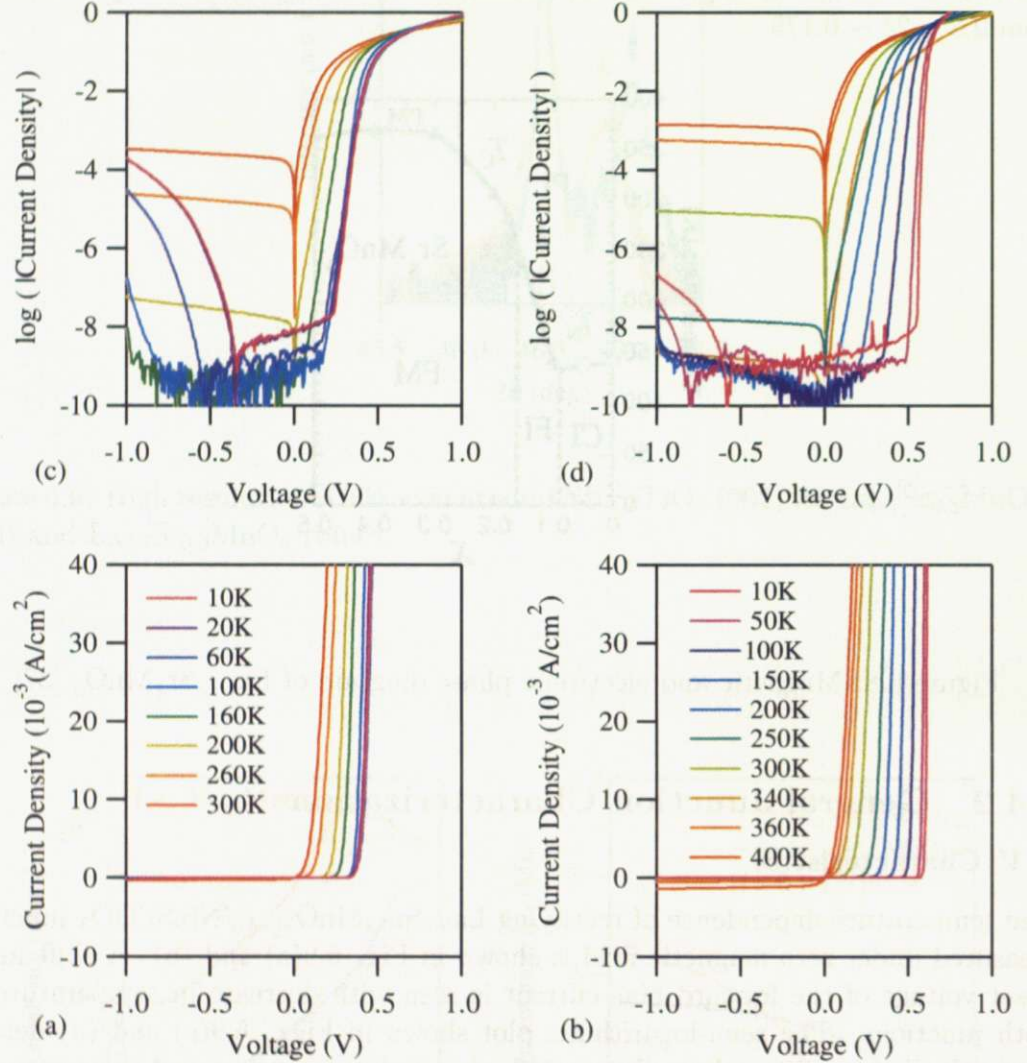 0
-2
-4
-6
-8
-10
log ( |Current Density| )
-1.0 -0.5 0.0 0.5 1.0
Voltage (V)
(c)
0
-2
-4
-6
-8
-10
log ( |Current Density| )
-1.0 -0.5 0.0 0.5 1.0
Voltage (V)
(d)
40
30
20
10
0
-10
Current Density (10⁻³ A/cm²)
10K
20K
60K
100K
160K
200K
260K
300K
-1.0 -0.5 0.0 0.5 1.0
Voltage (V)
(a)
40
30
20
10
0
-10
Current Density (10⁻³ A/cm²)
10K
50K
100K
150K
200K
250K
300K
340K
360K
400K
-1.0 -0.5 0.0 0.5 1.0
Voltage (V)
(b)